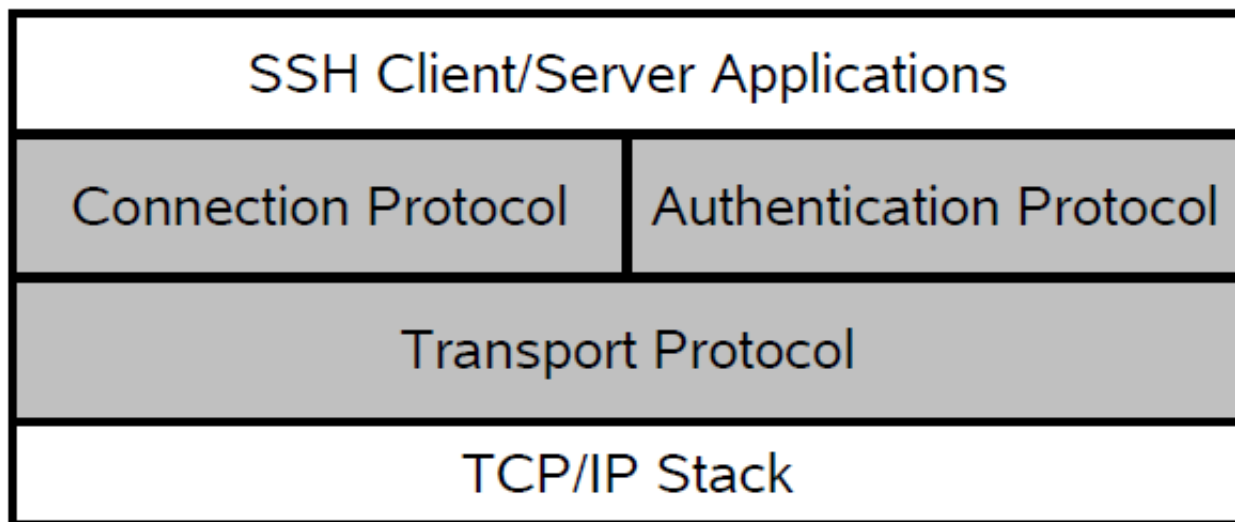 SSH Client/Server Applications
Connection Protocol
Authentication Protocol
Transport Protocol
TCP/IP Stack